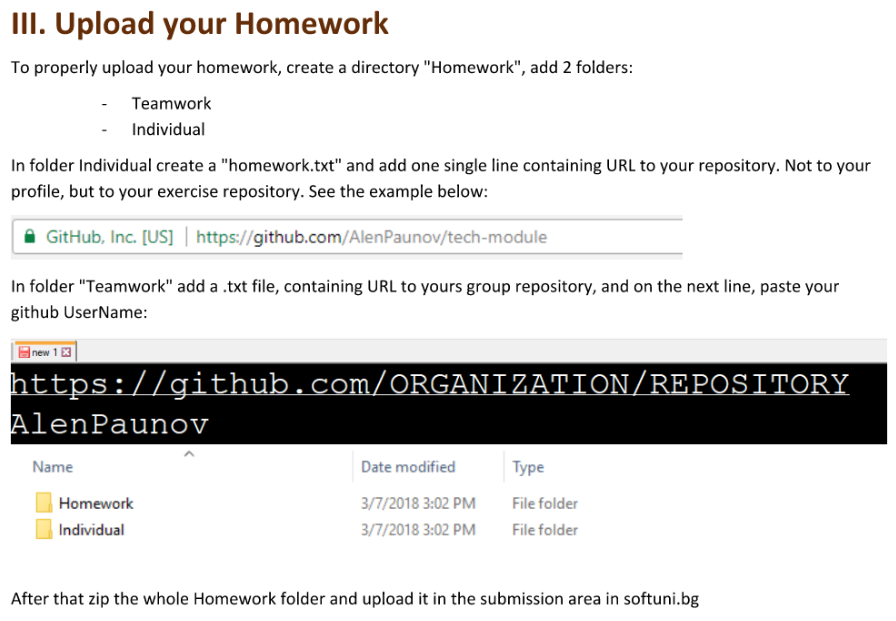 III. Upload your Homework
To properly upload your homework, create a directory "Homework", add 2 folders:
- Teamwork
- Individual
In folder Individual create a "homework.txt" and add one single line containing URL to your repository. Not to your
profile, but to your exercise repository. See the example below:
GitHub, Inc. [US] | https://github.com/AlenPaunov/tech-module
In folder "Teamwork" add a .txt file, containing URL to yours group repository, and on the next line, paste your
github UserName:
new 1
https://github.com/ORGANIZATION/REPOSITORY
AlenPaunov
Name Date modified Type
Homework 3/7/2018 3:02 PM File folder
Individual 3/7/2018 3:02 PM File folder
After that zip the whole Homework folder and upload it in the submission area in softuni.bg